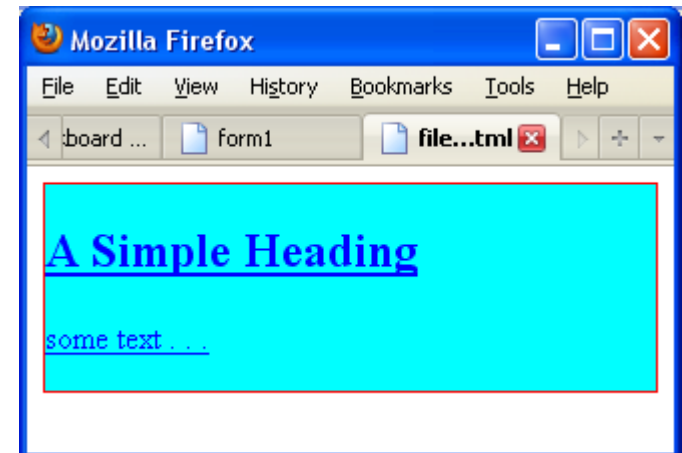 Mozilla Firefox
File Edit View History Bookmarks Tools Help
board ... form1 file...tml
A Simple Heading
some text . . .